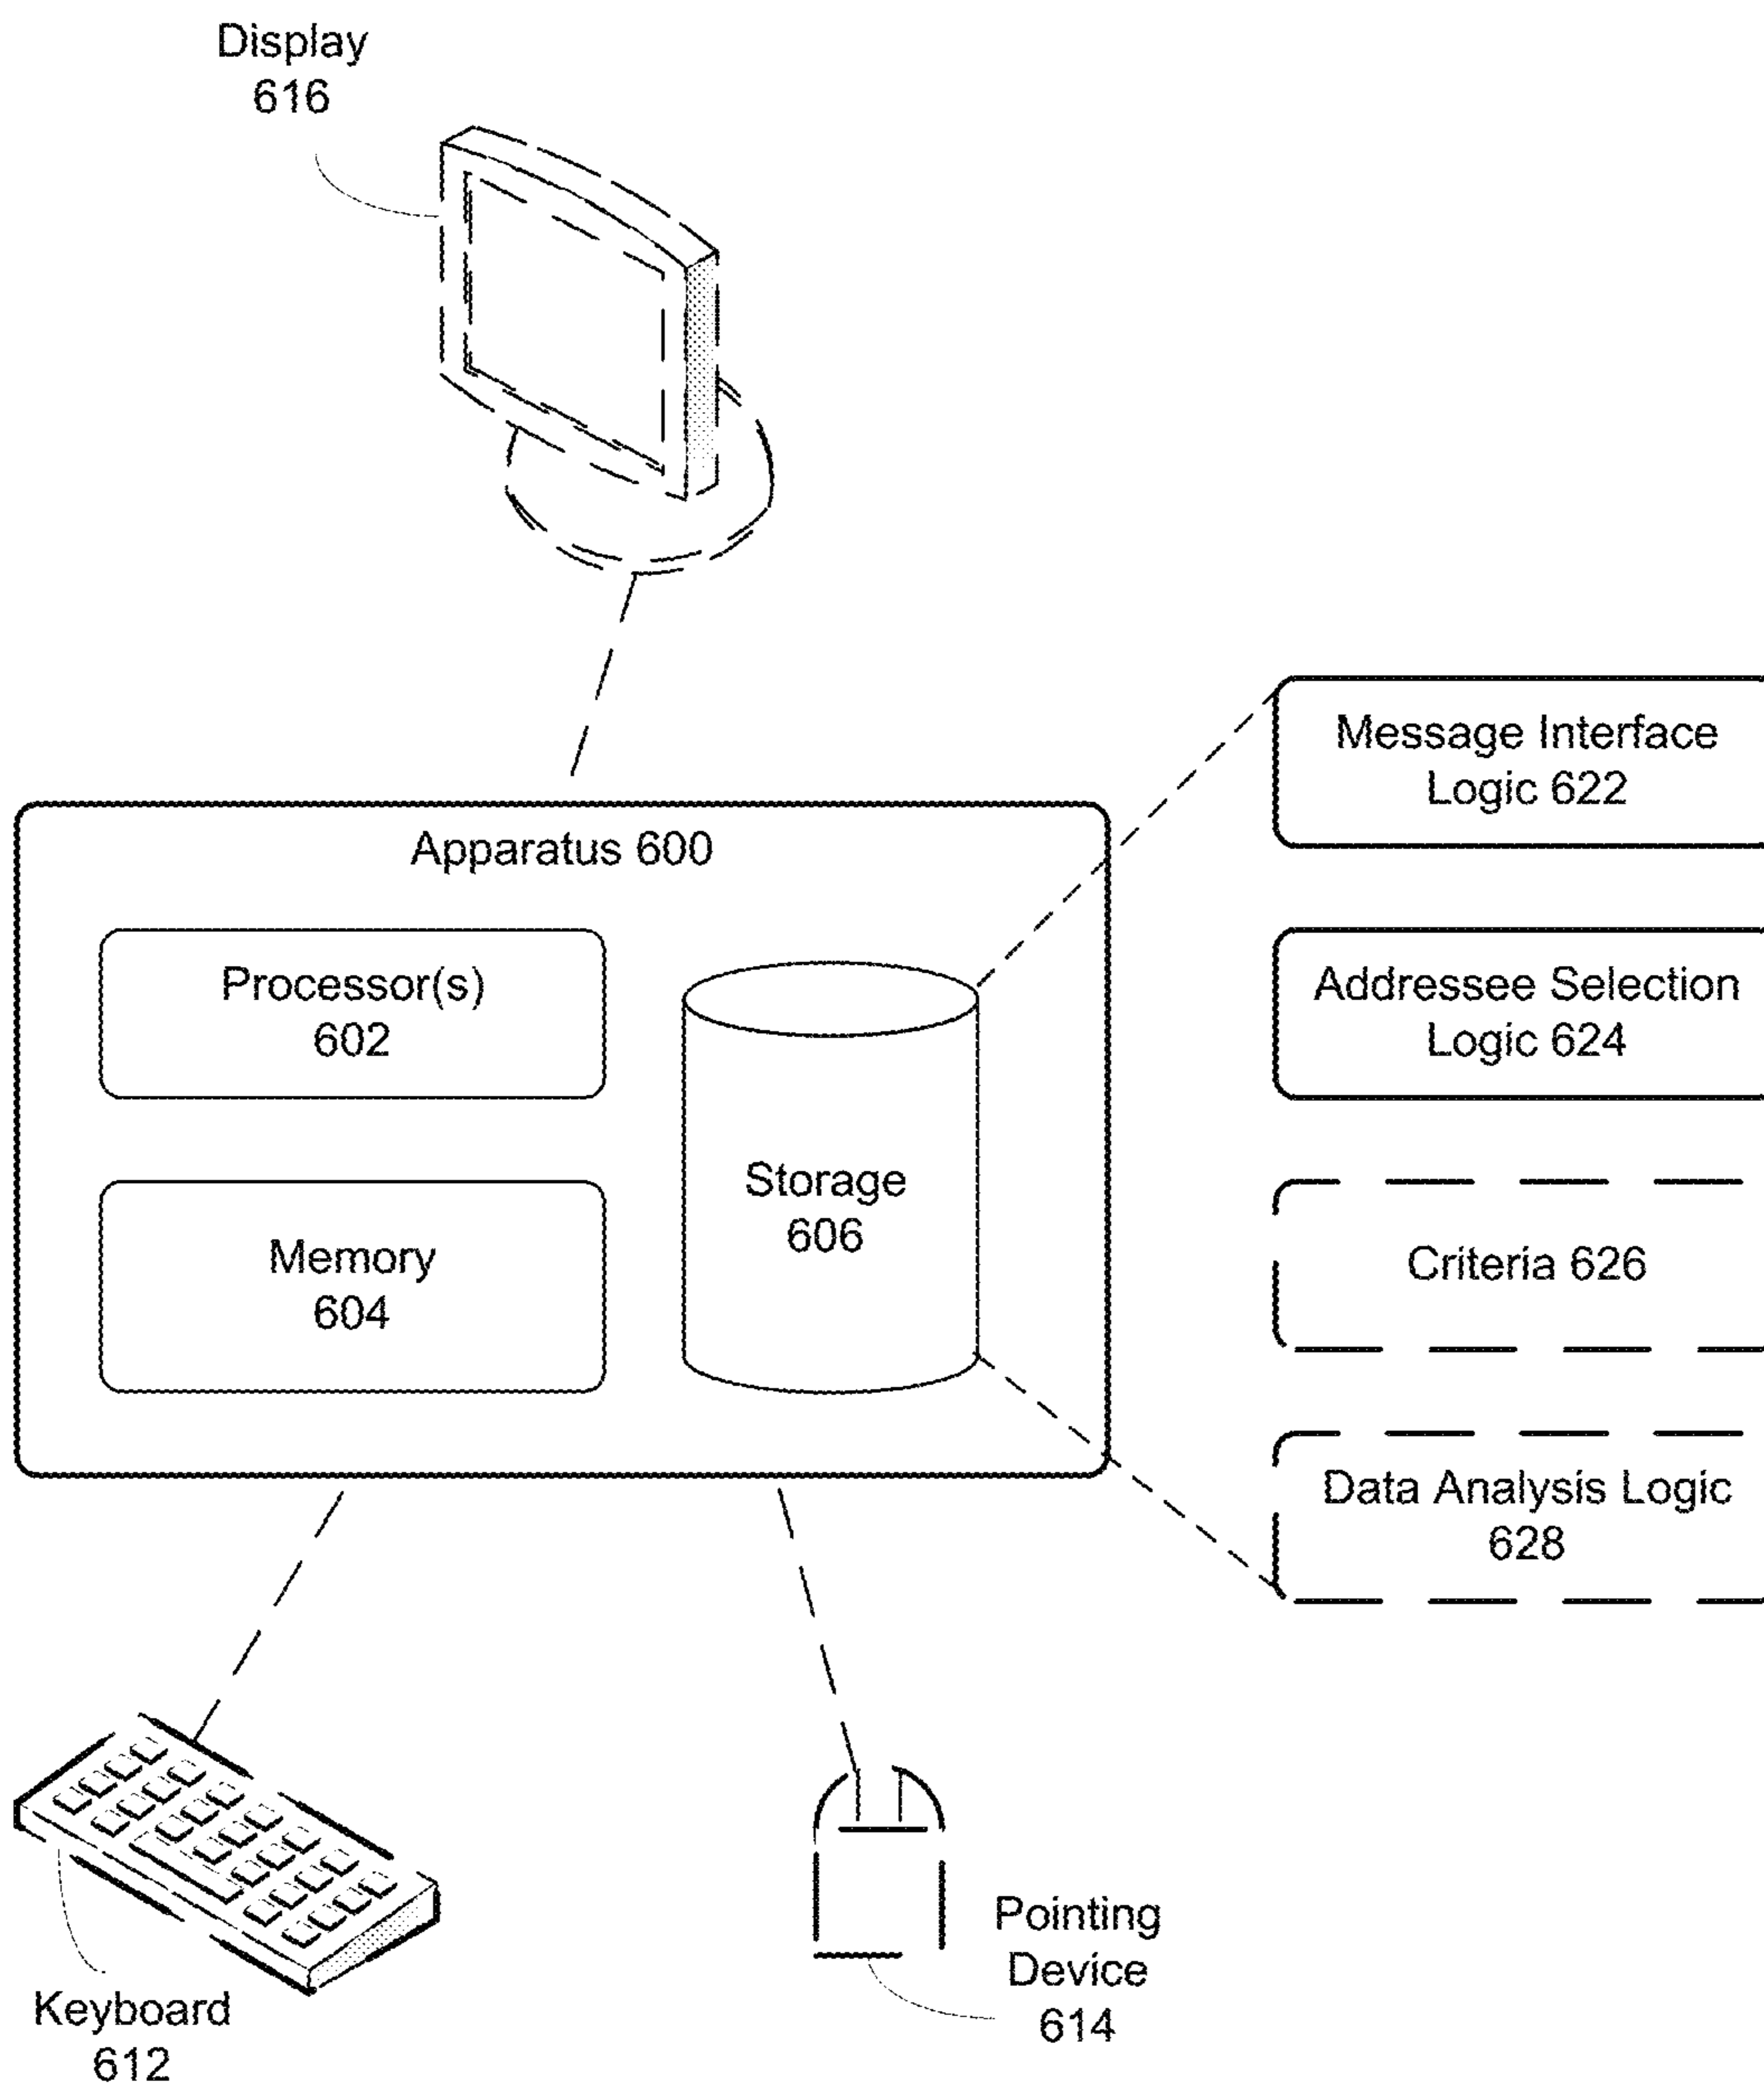 Display
616
Message Interface
Logic 622
Apparatus 600
Processor(s)
602
Addressee Selection
Logic 624
Storage
606
Memory
604
Criteria 626
Data Analysis Logic
628
Pointing
Device
614
Keyboard
612